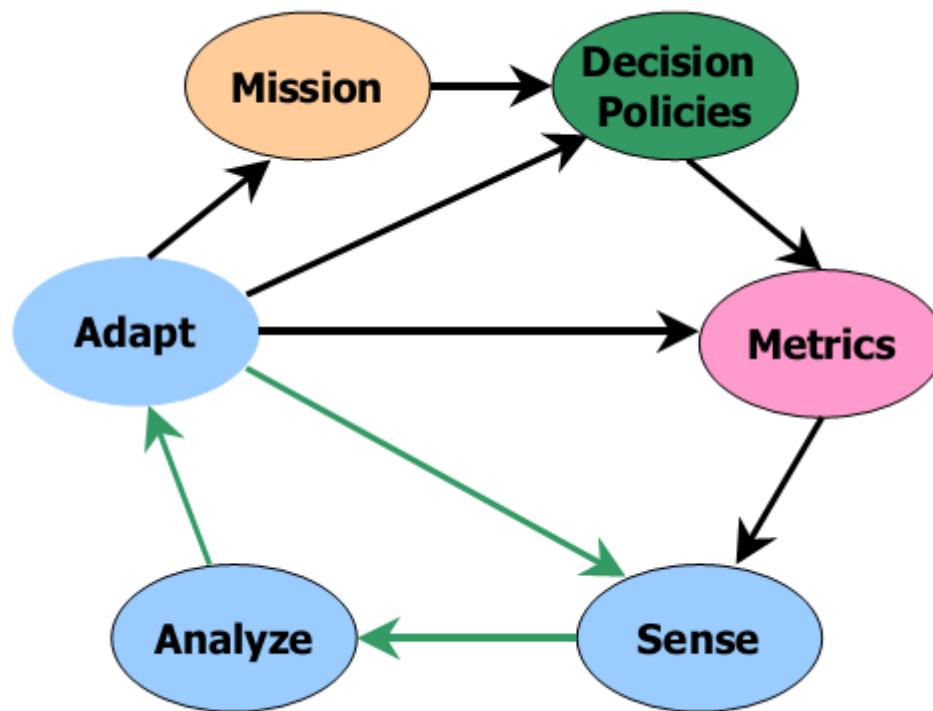 Mission
Decision
Policies
Adapt
Metrics
Analyze
Sense